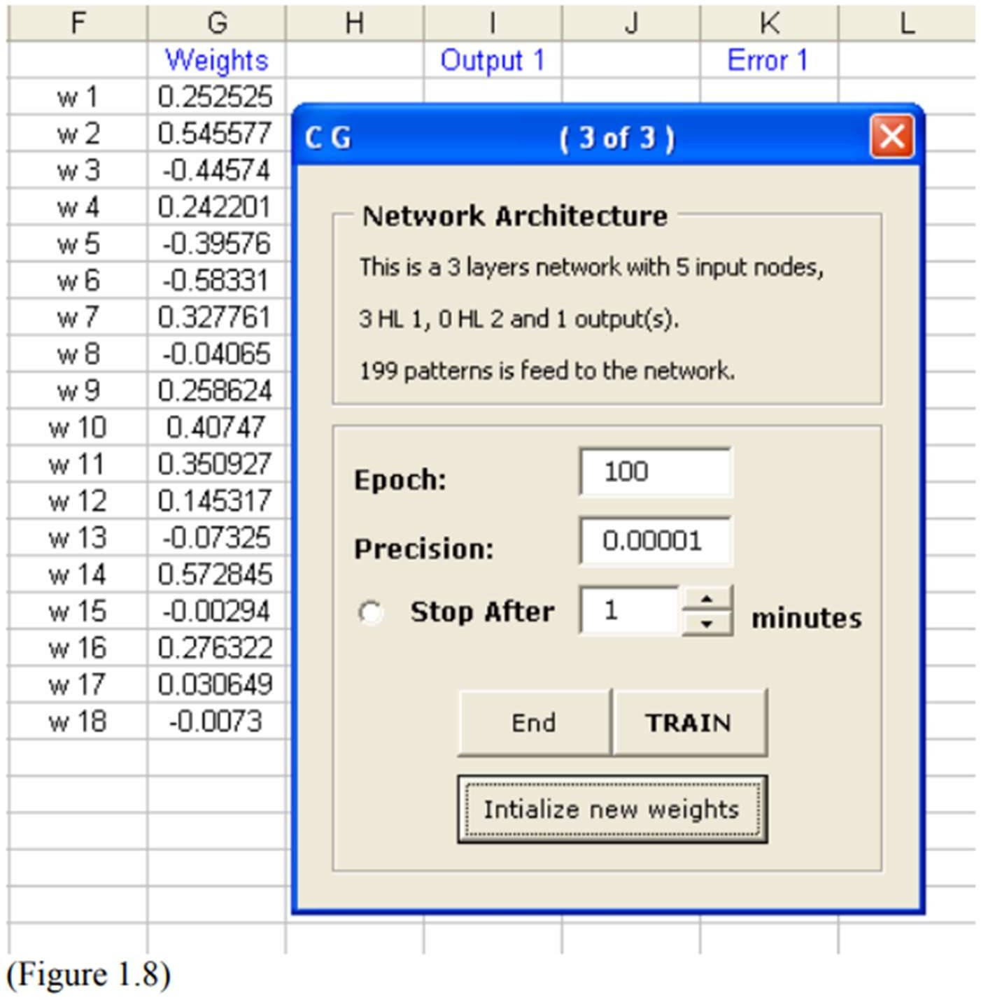 F G H I J K L
Weights Output 1 Error 1
w 1 0.252525
w 2 0.545577
w 3 -0.44574
w 4 0.242201
w 5 -0.39576
w 6 -0.58331
w 7 0.327761
w 8 -0.04065
w 9 0.258624
w 10 0.40747
w 11 0.350927
w 12 0.145317
w 13 -0.07325
w 14 0.572845
w 15 -0.00294
w 16 0.276322
w 17 0.030649
w 18 -0.0073
C G ( 3 of 3 )
Network Architecture
This is a 3 layers network with 5 input nodes,
3 HL 1, 0 HL 2 and 1 output(s).
199 patterns is feed to the network.
Epoch: 100
Precision: 0.00001
Stop After 1 minutes
End TRAIN
Intialize new weights
(Figure 1.8)